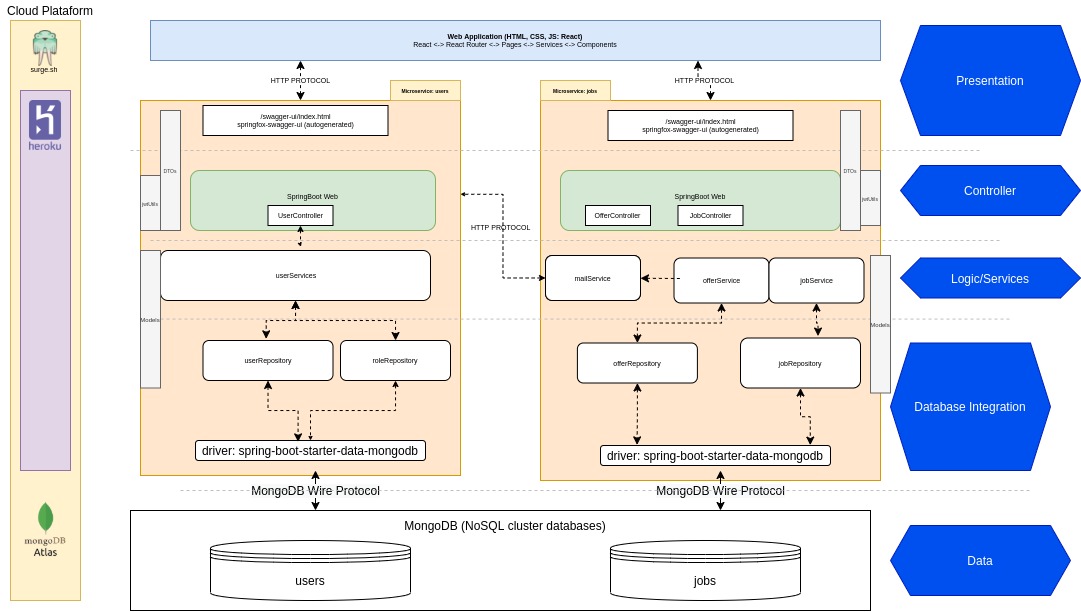 Cloud Plataform
surge.sh
heroku
mongoDB
Atlas
Web Application (HTML, CSS, JS: React)
React <-> React Router <-> Pages <-> Services <-> Components
HTTP PROTOCOL
HTTP PROTOCOL
Microservice: users
Microservice: jobs
/swagger-ui/index.html
springfox-swagger-ui (autogenerated)
/swagger-ui/index.html
springfox-swagger-ui (autogenerated)
DTOs
DTOs
jwtUtils
jwtUtils
SpringBoot Web
UserController
SpringBoot Web
OfferController
JobController
HTTP PROTOCOL
userServices
mailService
offerService
jobService
Models
Models
userRepository
roleRepository
offerRepository
jobRepository
driver: spring-boot-starter-data-mongodb
driver: spring-boot-starter-data-mongodb
MongoDB Wire Protocol
MongoDB Wire Protocol
MongoDB (NoSQL cluster databases)
users
jobs
Presentation
Controller
Logic/Services
Database Integration
Data